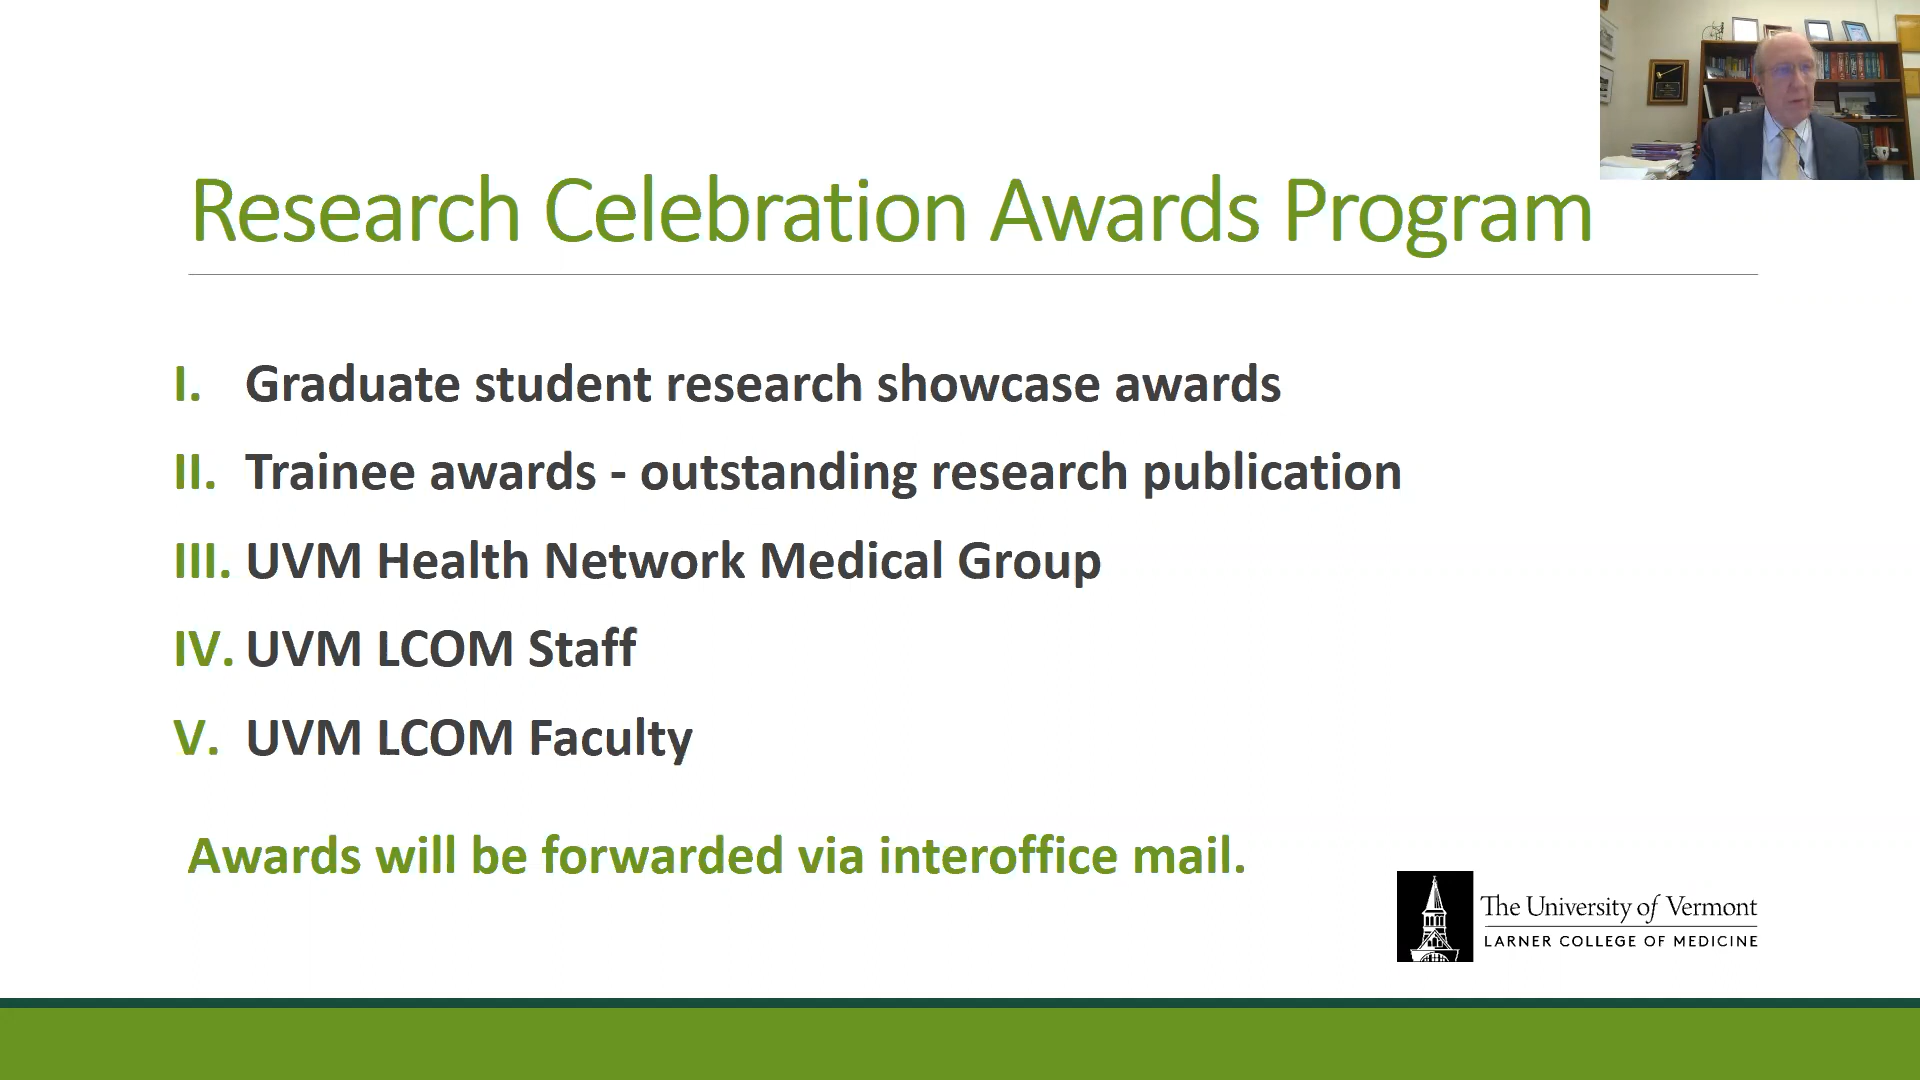 Research Celebration Awards Program
I. Graduate student research showcase awards
II. Trainee awards - outstanding research publication
III. UVM Health Network Medical Group
IV. UVM LCOM Staff
V. UVM LCOM Faculty
Awards will be forwarded via interoffice mail.
The University of Vermont
LARNER COLLEGE OF MEDICINE